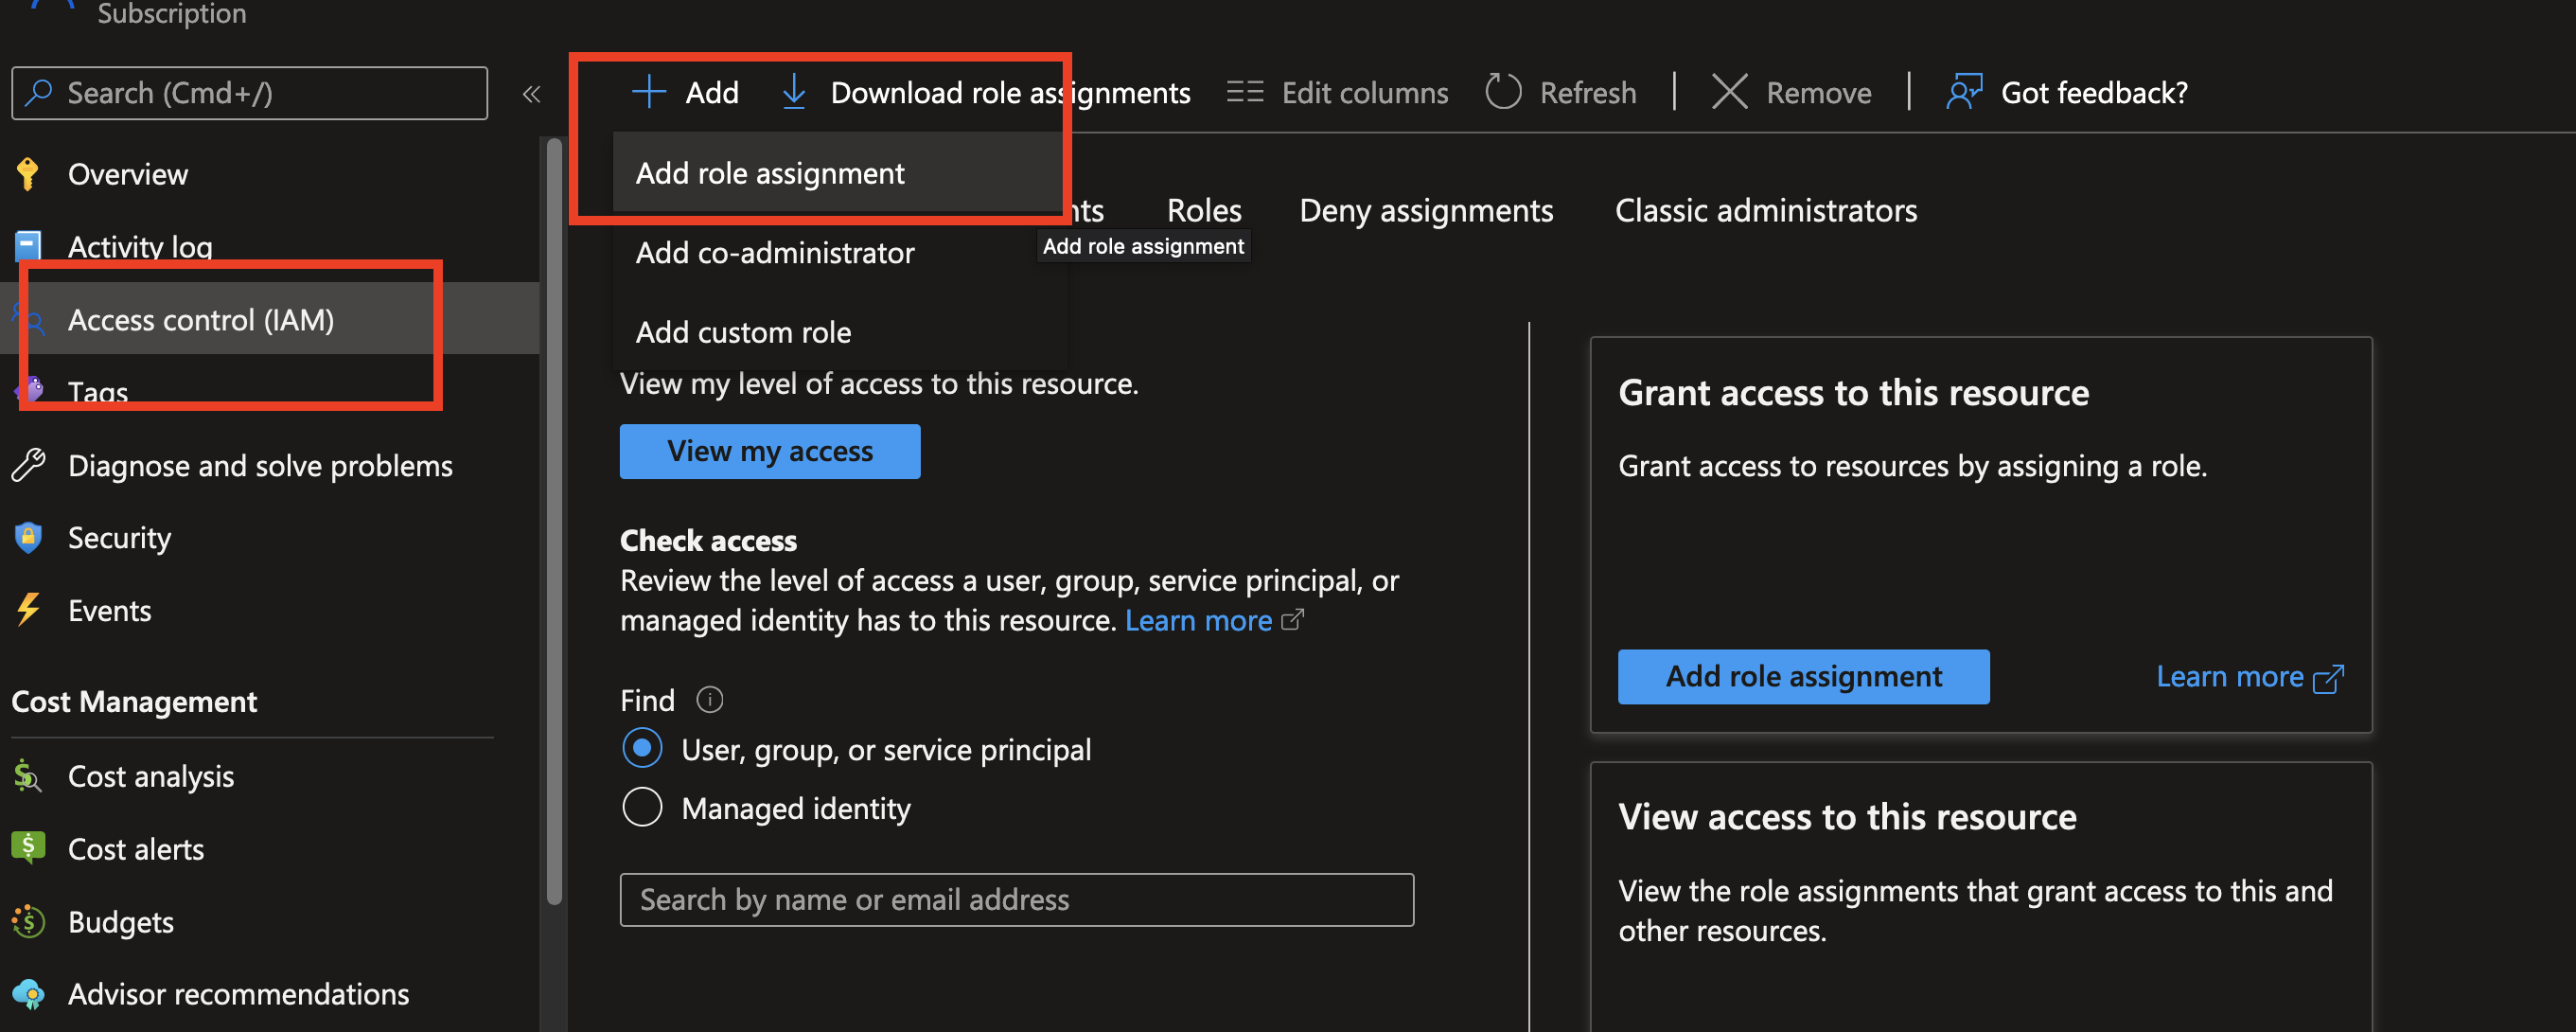 Subscription
Search (Cmd+/)
«
Overview
Activity log
Access control (IAM)
Tags
Diagnose and solve problems
Security
Events
Cost Management
Cost analysis
Cost alerts
Budgets
Advisor recommendations
Add
Download role assignments
Edit columns
Refresh
Remove
Got feedback?
Add role assignment
Add co-administrator
Add custom role
nts
Roles
Deny assignments
Classic administrators
Add role assignment
View my level of access to this resource.
View my access
Check access
Review the level of access a user, group, service principal, or
managed identity has to this resource. Learn more
Find
User, group, or service principal
Managed identity
Search by name or email address
Grant access to this resource
Grant access to resources by assigning a role.
Add role assignment
Learn more
View access to this resource
View the role assignments that grant access to this and
other resources.